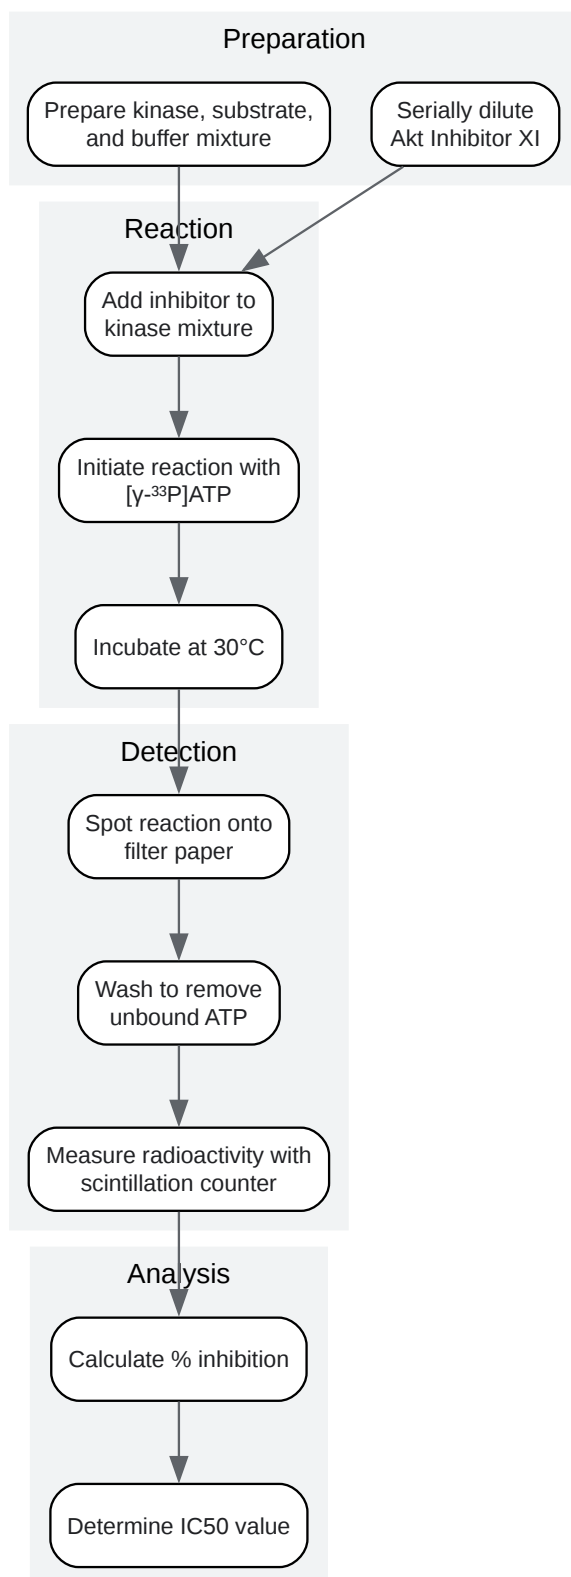 Preparation
Prepare kinase, substrate,
and buffer mixture
Serially dilute
Akt Inhibitor XI
Reaction
Add inhibitor to
kinase mixture
Initiate reaction with
[γ-³³P]ATP
Incubate at 30°C
Detection
Spot reaction onto
filter paper
Wash to remove
unbound ATP
Measure radioactivity with
scintillation counter
Analysis
Calculate % inhibition
Determine IC50 value